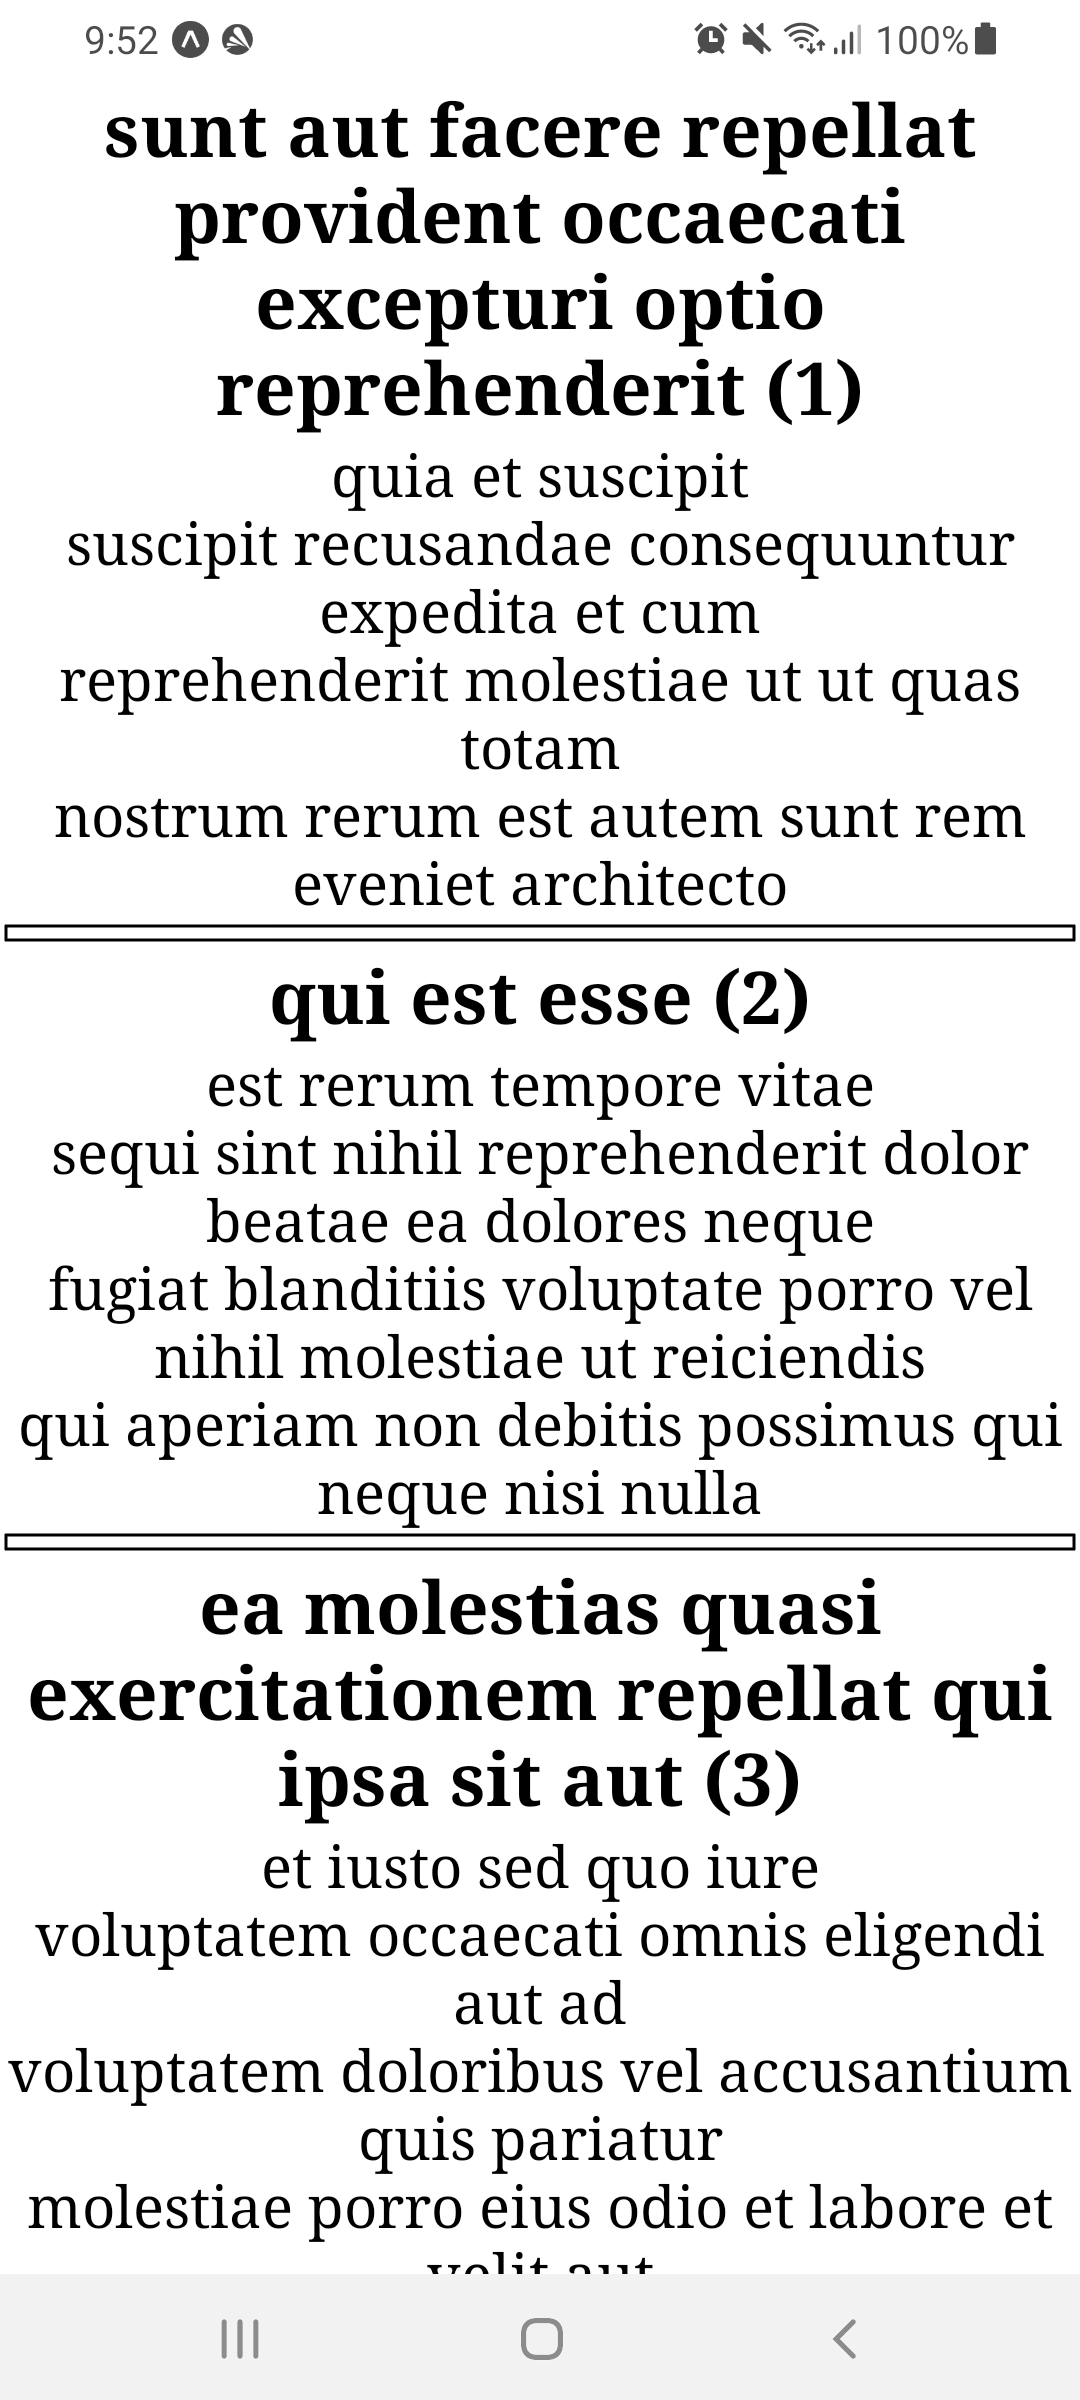 9:52 100%
sunt aut facere repellat
provident occaecati
excepturi optio
reprehenderit (1)
quia et suscipit
suscipit recusandae consequuntur
expedita et cum
reprehenderit molestiae ut ut quas
totam
nostrum rerum est autem sunt rem
eveniet architecto
qui est esse (2)
est rerum tempore vitae
sequi sint nihil reprehenderit dolor
beatae ea dolores neque
fugiat blanditiis voluptate porro vel
nihil molestiae ut reiciendis
qui aperiam non debitis possimus qui
neque nisi nulla
ea molestias quasi
exercitationem repellat qui
ipsa sit aut (3)
et iusto sed quo iure
voluptatem occaecati omnis eligendi
aut ad
voluptatem doloribus vel accusantium
quis pariatur
molestiae porro eius odio et labore et
velit aut